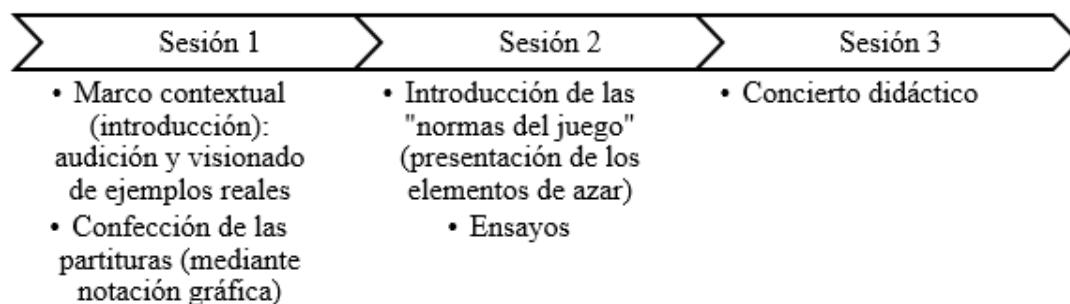 Sesión 1
• Marco contextual
(introducción):
audición y visionado
de ejemplos reales
• Confección de las
partituras (mediante
notación gráfica)
Sesión 2
• Introducción de las
"normas del juego"
(presentación de los
elementos de azar)
• Ensayos
Sesión 3
• Concierto didáctico